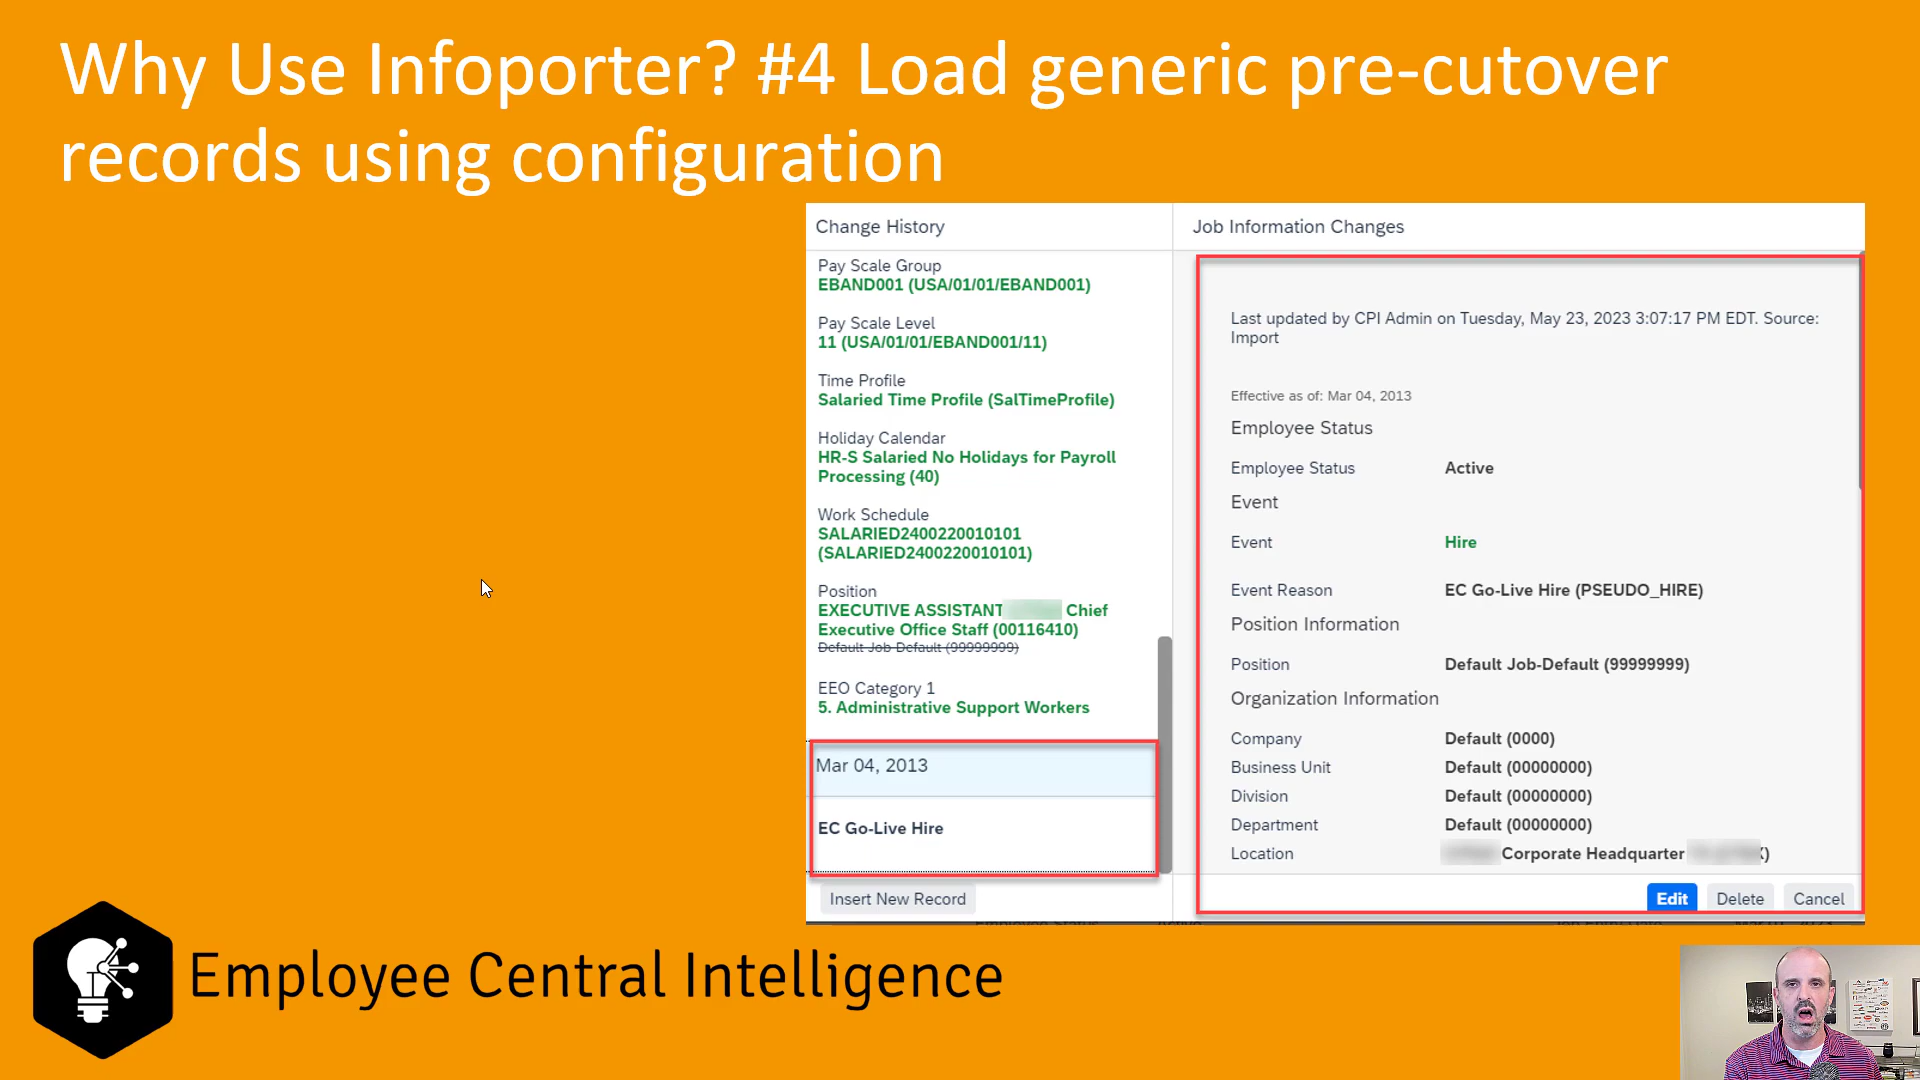 Why Use Infoporter? #4 Load generic pre-cutover
records using configuration
Change History
Pay Scale Group
EBAND001 (USA/01/01/EBAND001)
Pay Scale Level
11 (USA/01/01/EBAND001/11)
Time Profile
Salaried Time Profile (SalTimeProfile)
Holiday Calendar
HR-S Salaried No Holidays for Payroll
Processing (40)
Work Schedule
SALARIED2400220010101
(SALARIED2400220010101)
Position
EXECUTIVE ASSISTANT Chief
Executive Office Staff (00116410)
Default Job-Default (99999999)
EEO Category 1
5. Administrative Support Workers
Mar 04, 2013
EC Go-Live Hire
Insert New Record
Job Information Changes
Last updated by CPI Admin on Tuesday, May 23, 2023 3:07:17 PM EDT. Source:
Import
Effective as of: Mar 04, 2013
Employee Status
Employee Status Active
Event
Event Hire
Event Reason EC Go-Live Hire (PSEUDO_HIRE)
Position Information
Position Default Job-Default (99999999)
Organization Information
Company Default (0000)
Business Unit Default (00000000)
Division Default (00000000)
Department Default (00000000)
Location Corporate Headquarter )
Edit Delete Cancel
Employee Central Intelligence